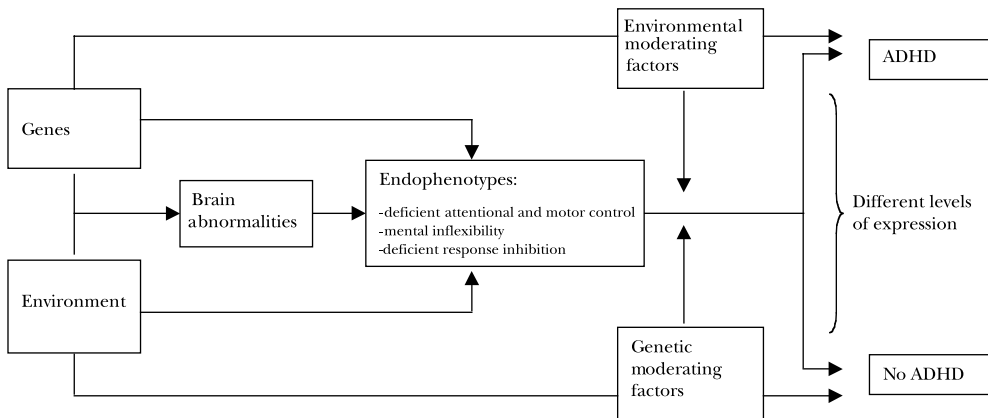 Environmental
moderating
factors
ADHD
Genes
Endophenotypes:
-deficient attentional and motor control
-mental inflexibility
-deficient response inhibition
Brain
abnormalities
Different levels
of expression
Environment
Genetic
moderating
factors
No ADHD